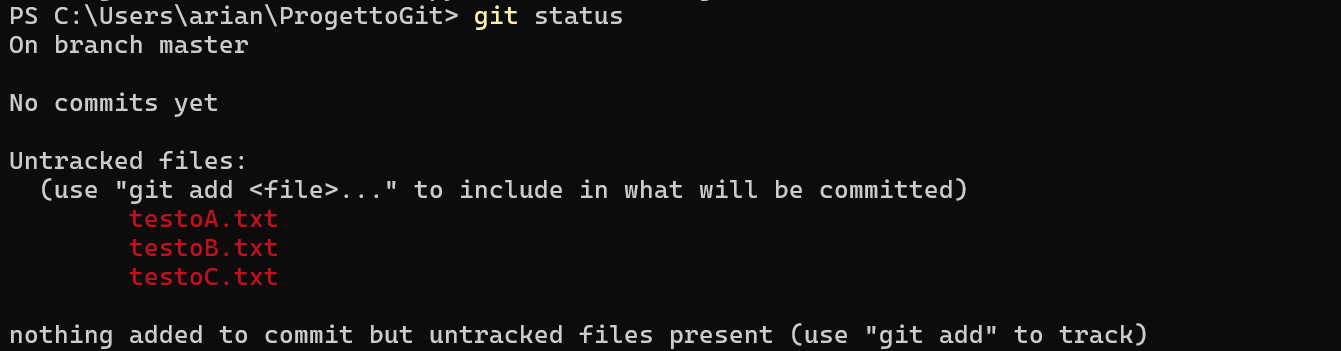 PS C:\Users\arian\ProgettoGit> git status
On branch master
No commits yet
Untracked files:
(use "git add <file>..." to include in what will be committed)
testoA.txt
testoB.txt
testoC.txt
nothing added to commit but untracked files present (use "git add" to track)